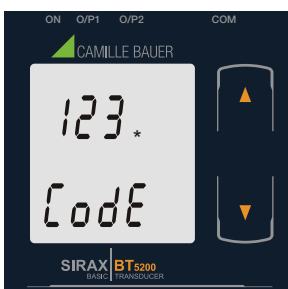 ON O/P1 O/P2 COM
CAMILLE BAUER
123.*
CodE
SIRAX BT5200
BASIC TRANSDUCER